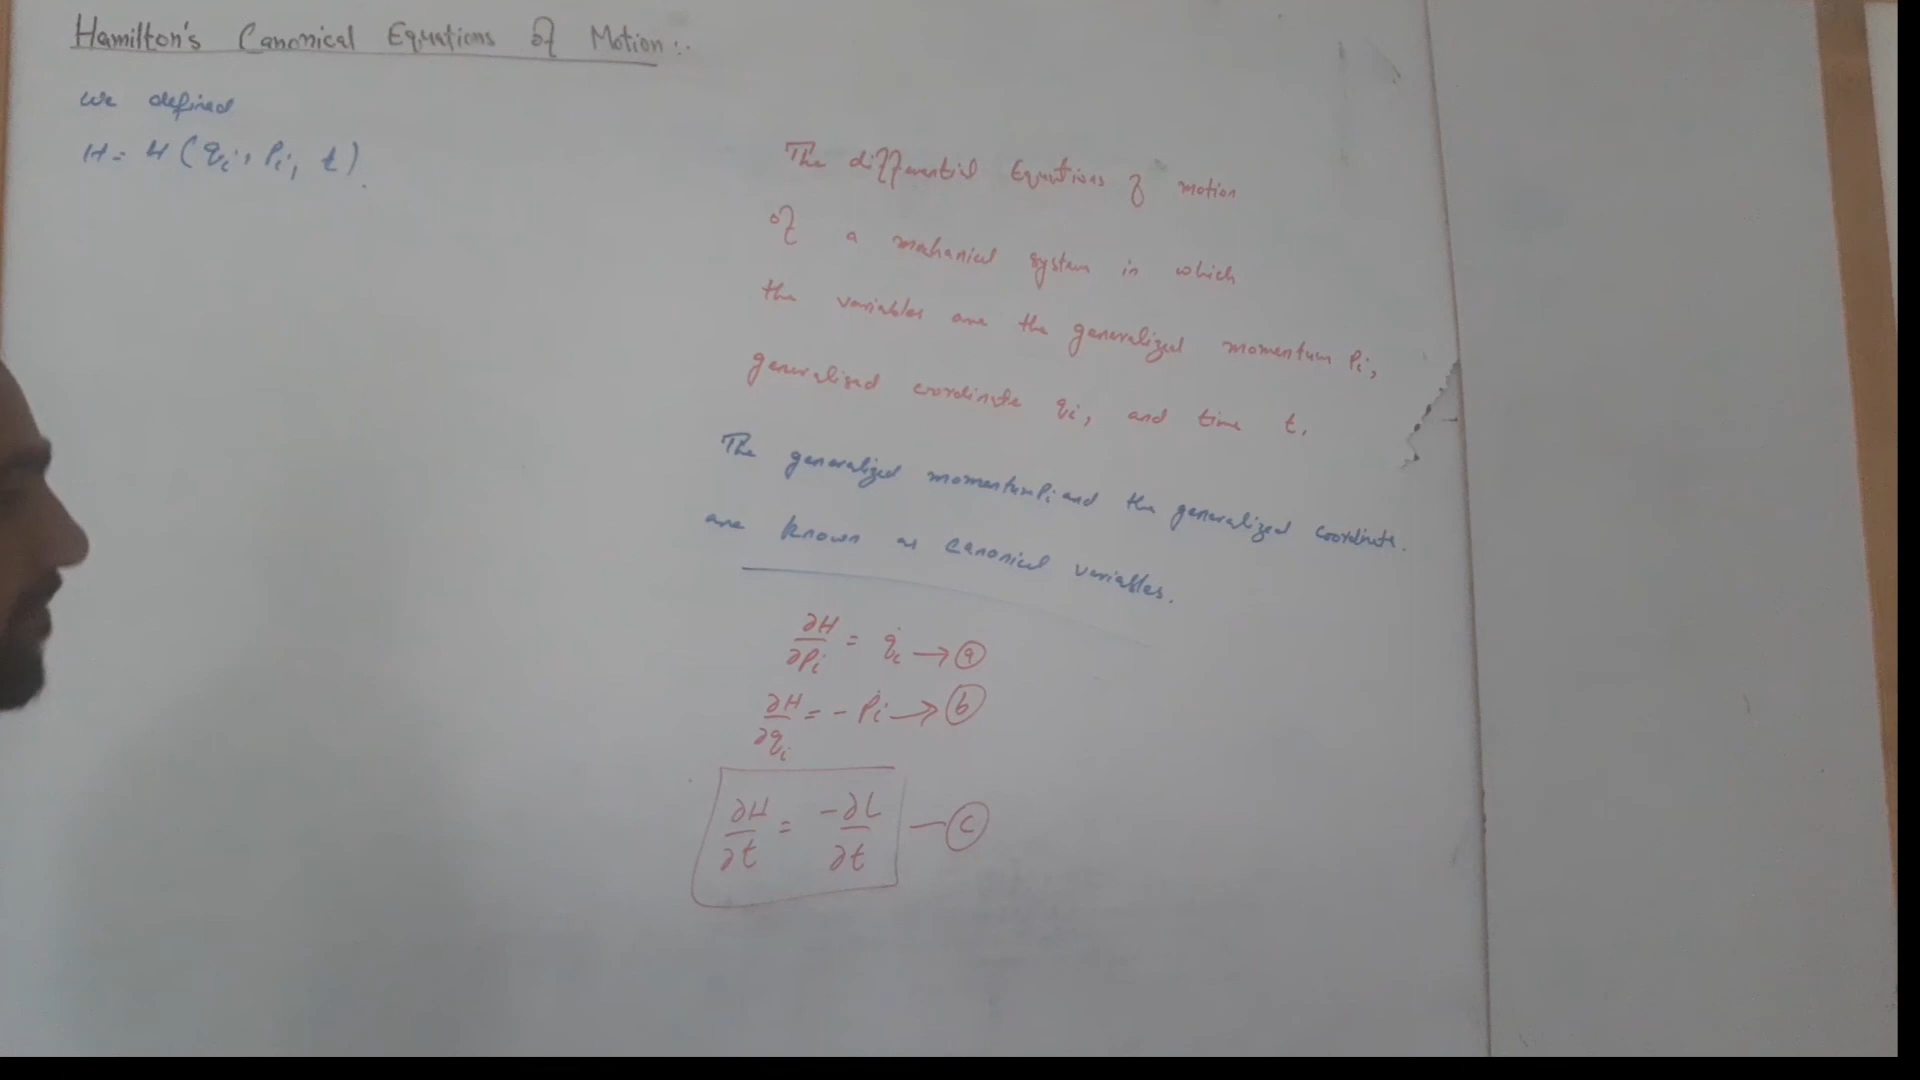 Hamilton's Canonical Equations of Motion:.
we defined
H = H (qi, Pi, t).
The differential Equations of motion
of a mechanical system in which
the variables are the generalized momentum Pi,
generalized coordinate qi, and time t.
The generalized momentum Pi and the generalized coordinate.
are known as canonical variables.
∂H/∂Pi = q̇i → (a)
∂H/∂qi = - Ṗi → (b)
∂H/∂t = -∂L/∂t — (c)